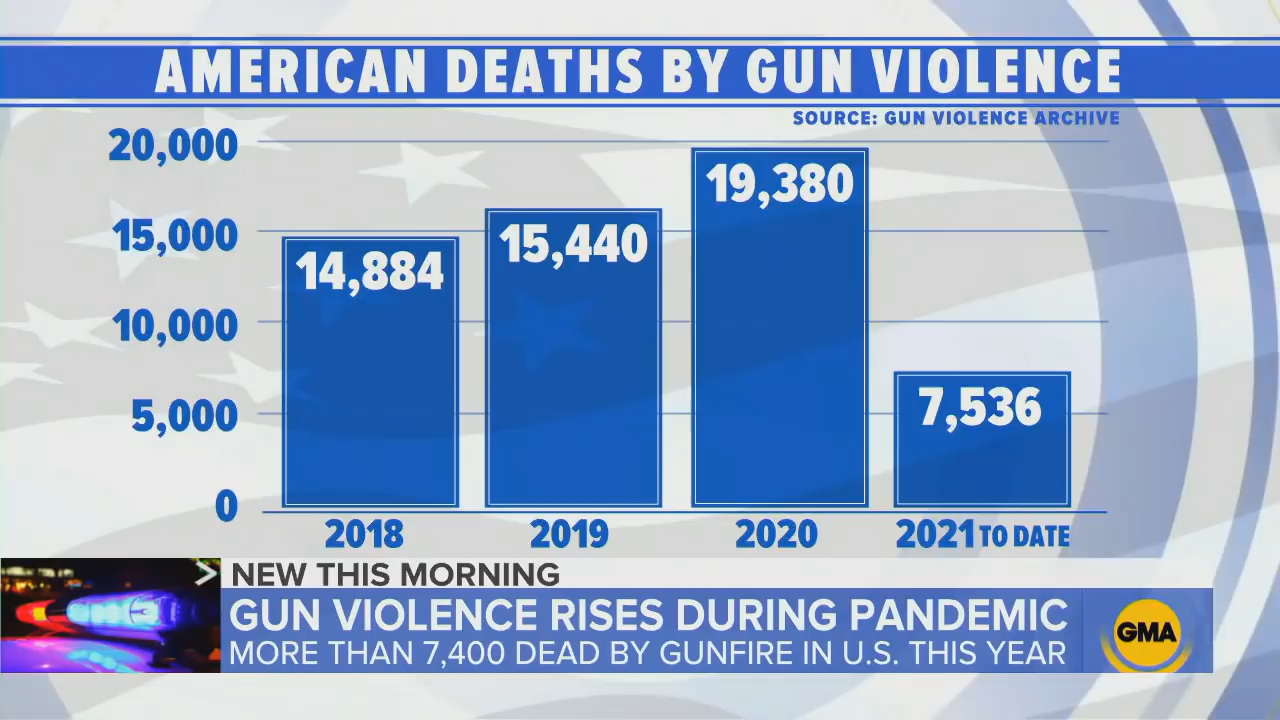 AMERICAN DEATHS BY GUN VIOLENCE
SOURCE: GUN VIOLENCE ARCHIVE
20,000
15,000
10,000
5,000
0
14,884
15,440
19,380
7,536
2018
2019
2020
2021 TO DATE
NEW THIS MORNING
GUN VIOLENCE RISES DURING PANDEMIC
MORE THAN 7,400 DEAD BY GUNFIRE IN U.S. THIS YEAR
GMA